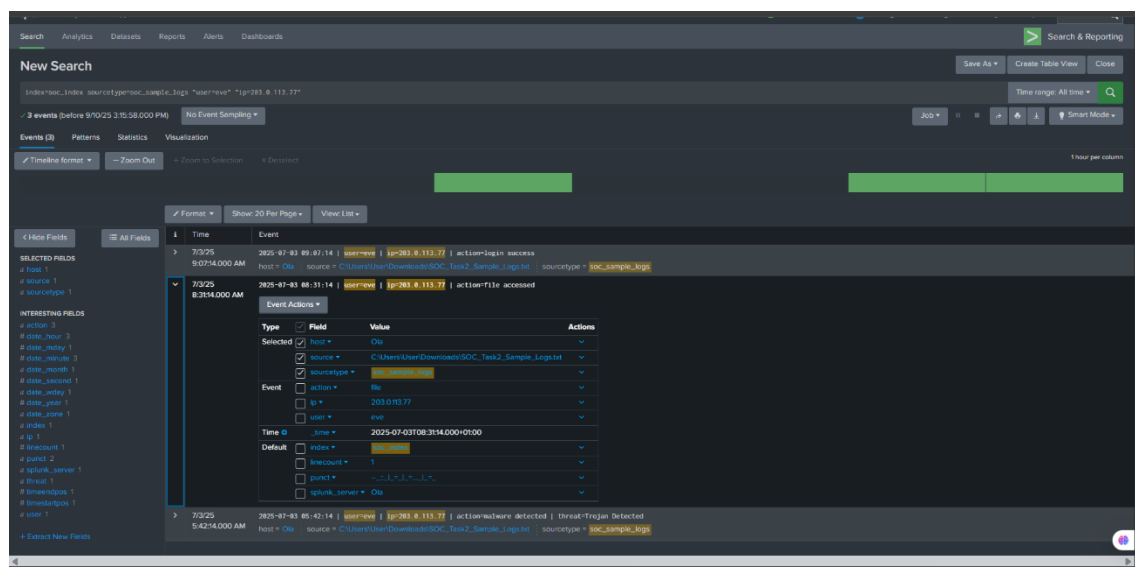 Search Analytics Datasets Reports Alerts Dashboards
> Search & Reporting
New Search
Save As ▾ Create Table View Close
index=soc_index sourcetype=soc_sample_logs "user=eve" "ip=203.0.113.77"
Time range: All time ▾
✓ 3 events (before 9/10/25 3:15:58.000 PM) No Event Sampling ▾
Job ▾ Smart Mode ▾
Events (3) Patterns Statistics Visualization
Timeline format ▾ — Zoom Out + Zoom to Selection × Deselect
1 hour per column
Format ▾ Show: 20 Per Page ▾ View: List ▾
< Hide Fields All Fields
i Time Event
SELECTED FIELDS
a host 1
a source 1
a sourcetype 1
INTERESTING FIELDS
a action 3
# date_hour 3
# date_mday 1
# date_minute 3
a date_month 1
# date_second 1
a date_wday 1
# date_year 1
a date_zone 1
a index 1
a ip 1
# linecount 1
a punct 2
a splunk_server 1
a threat 1
# timeendpos 1
# timestartpos 1
a user 1
+ Extract New Fields
> 7/3/25 2025-07-03 09:07:14 | user=eve | ip=203.0.113.77 | action=login success
9:07:14.000 AM host = Ola source = C:\Users\User\Downloads\SOC_Task2_Sample_Logs.txt sourcetype = soc_sample_logs
7/3/25 2025-07-03 08:31:14 | user=eve | ip=203.0.113.77 | action=file accessed
8:31:14.000 AM
Event Actions ▾
Type Field Value Actions
Selected host ▾ Ola
source ▾ C:\Users\User\Downloads\SOC_Task2_Sample_Logs.txt
sourcetype ▾ soc_sample_logs
Event action ▾ file
ip ▾ 203.0.113.77
user ▾ eve
Time _time ▾ 2025-07-03T08:31:14.000+01:00
Default index ▾ soc_index
linecount ▾ 1
punct ▾
splunk_server ▾ Ola
> 7/3/25 2025-07-03 05:42:14 | user=eve | ip=203.0.113.77 | action=malware detected | threat=Trojan Detected
5:42:14.000 AM host = Ola source = C:\Users\User\Downloads\SOC_Task2_Sample_Logs.txt sourcetype = soc_sample_logs